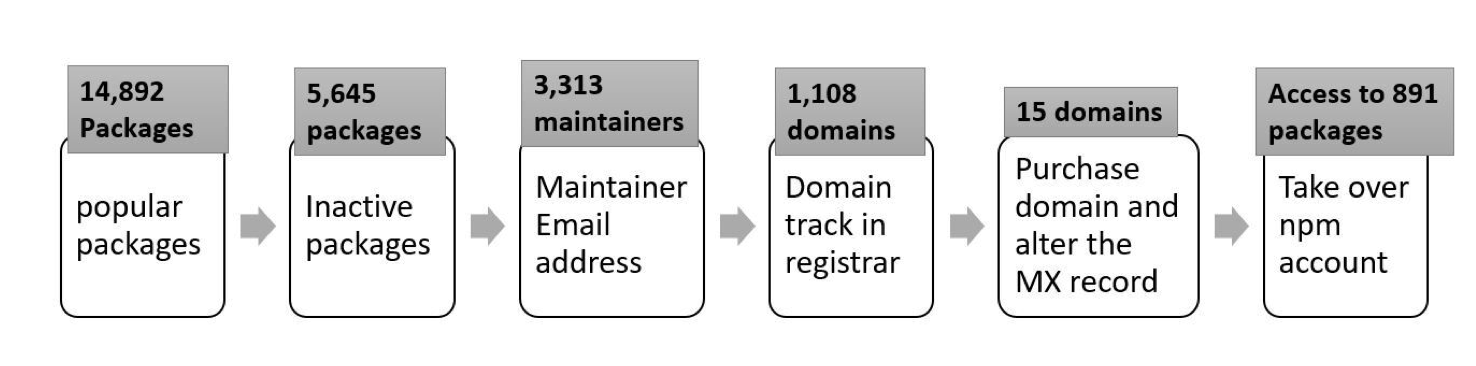 14,892
Packages
popular
packages
5,645
packages
Inactive
packages
3,313
maintainers
Maintainer
Email
address
1,108
domains
Domain
track in
registrar
15 domains
Purchase
domain and
alter the
MX record
Access to 891
packages
Take over
npm
account